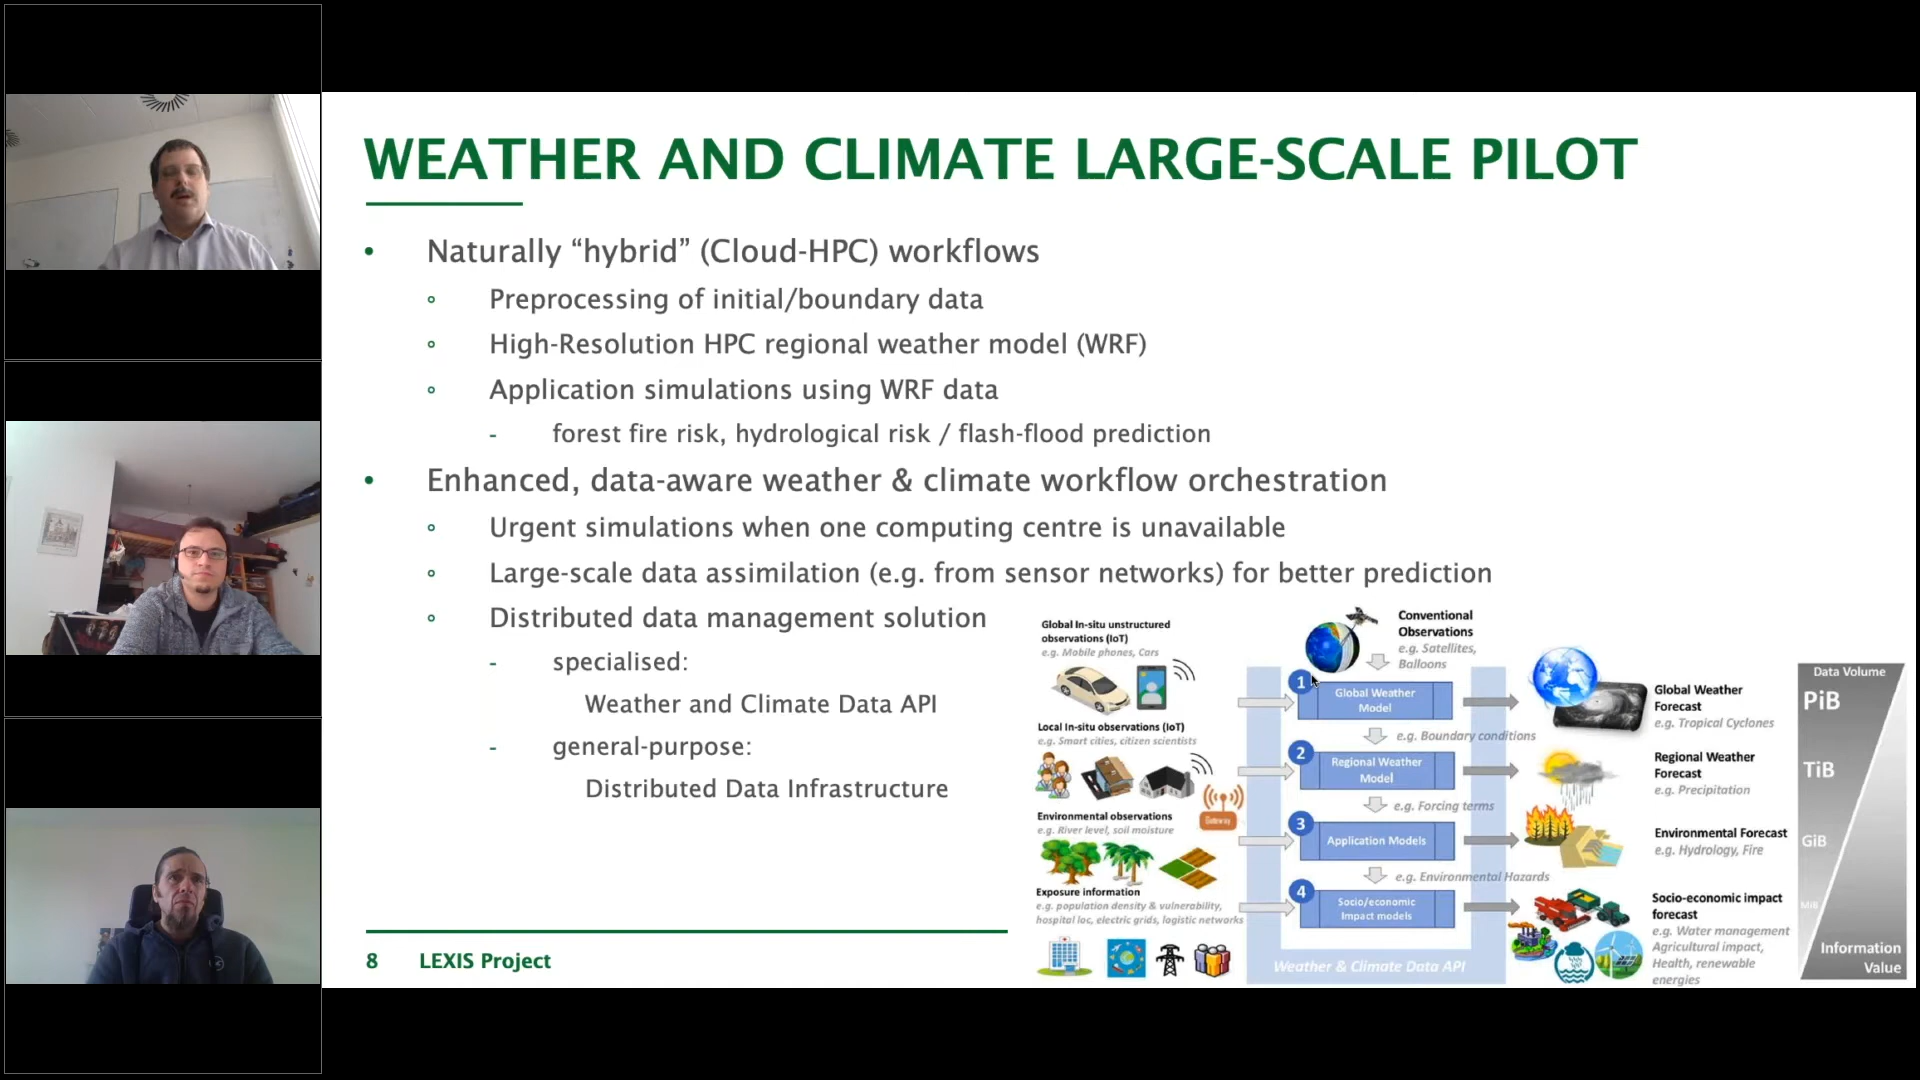 WEATHER AND CLIMATE LARGE-SCALE PILOT
• Naturally “hybrid” (Cloud-HPC) workflows
◦ Preprocessing of initial/boundary data
◦ High-Resolution HPC regional weather model (WRF)
◦ Application simulations using WRF data
- forest fire risk, hydrological risk / flash-flood prediction
• Enhanced, data-aware weather & climate workflow orchestration
◦ Urgent simulations when one computing centre is unavailable
◦ Large-scale data assimilation (e.g. from sensor networks) for better prediction
◦ Distributed data management solution
- specialised:
Weather and Climate Data API
- general-purpose:
Distributed Data Infrastructure
8 LEXIS Project
Global In-situ unstructured
observations (IoT)
e.g. Mobile phones, Cars
Local In-situ observations (IoT)
e.g. Smart cities, citizen scientists
Gateway
Environmental observations
e.g. River level, soil moisture
Exposure information
e.g. population density & vulnerability,
hospital loc, electric grids, logistic networks
Conventional
Observations
e.g. Satellites,
Balloons
1
Global Weather
Model
e.g. Boundary conditions
2
Regional Weather
Model
e.g. Forcing terms
3
Application Models
e.g. Environmental Hazards
4
Socio/economic
Impact models
Weather & Climate Data API
Global Weather
Forecast
e.g. Tropical Cyclones
Regional Weather
Forecast
e.g. Precipitation
Environmental Forecast
e.g. Hydrology, Fire
Socio-economic impact
forecast
e.g. Water management
Agricultural impact,
Health, renewable
energies
Data Volume
PiB
TiB
GiB
MiB
Information
Value